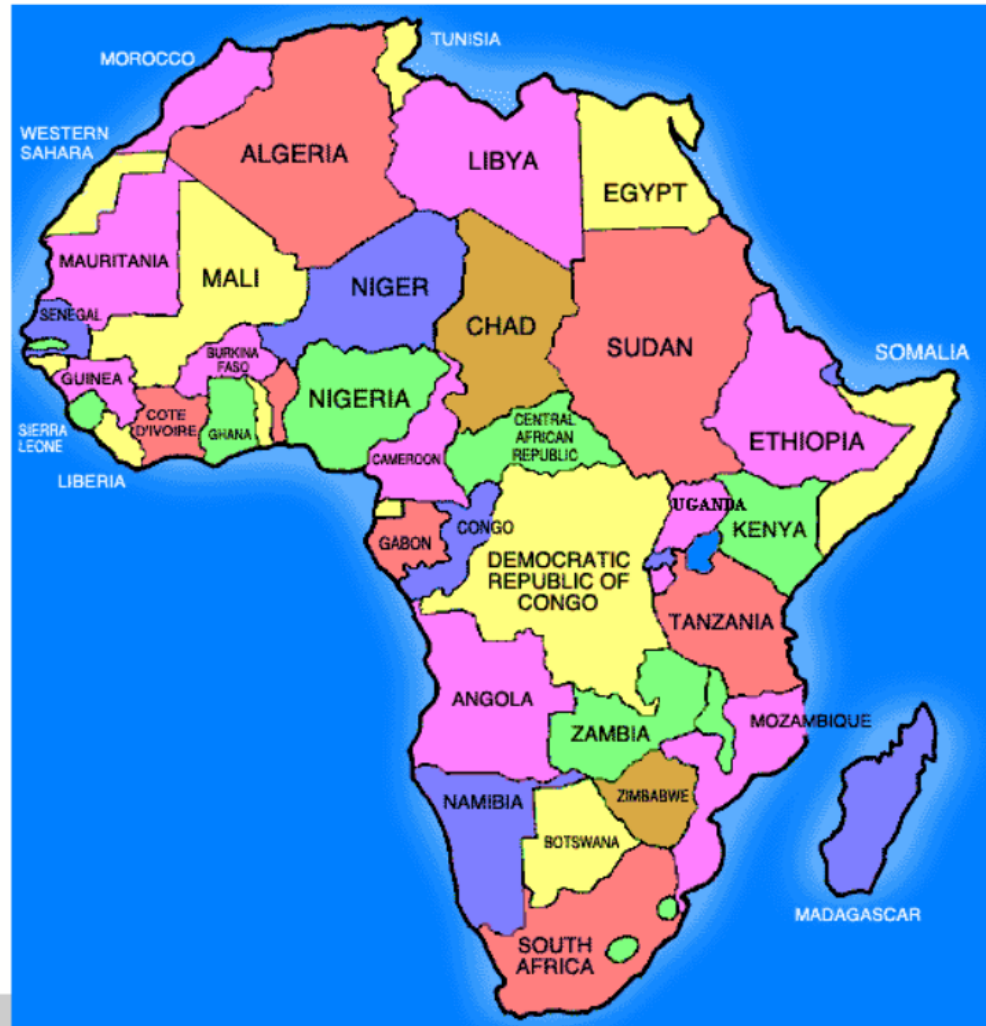 TUNISIA
MOROCCO
WESTERN
SAHARA
ALGERIA
LIBYA
EGYPT
MAURITANIA
MALI
NIGER
CHAD
SUDAN
SENEGAL
BURKINA
FASO
SOMALIA
GUINEA
NIGERIA
COTE
D'IVOIRE
GHANA
CENTRAL
AFRICAN
REPUBLIC
ETHIOPIA
SIERRA
LEONE
CAMEROON
LIBERIA
UGANDA
CONGO
KENYA
GABON
DEMOCRATIC
REPUBLIC OF
CONGO
TANZANIA
ANGOLA
MOZAMBIQUE
ZAMBIA
NAMIBIA
ZIMBABWE
BOTSWANA
MADAGASCAR
SOUTH
AFRICA